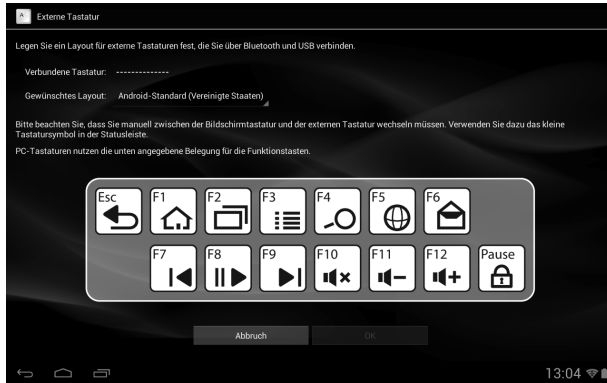 Externe Tastatur
Legen Sie ein Layout für externe Tastaturen fest, die Sie über Bluetooth und USB verbinden.
Verbundene Tastatur: --------------
Gewünschtes Layout: Android-Standard (Vereinigte Staaten)
Bitte beachten Sie, dass Sie manuell zwischen der Bildschirmtastatur und der externen Tastatur wechseln müssen. Verwenden Sie dazu das kleine
Tastatursymbol in der Statusleiste.
PC-Tastaturen nutzen die unten angegebene Belegung für die Funktionstasten.
Esc F1 F2 F3 F4 F5 F6
F7 F8 F9 F10 F11 F12 Pause
Abbruch OK
13:04